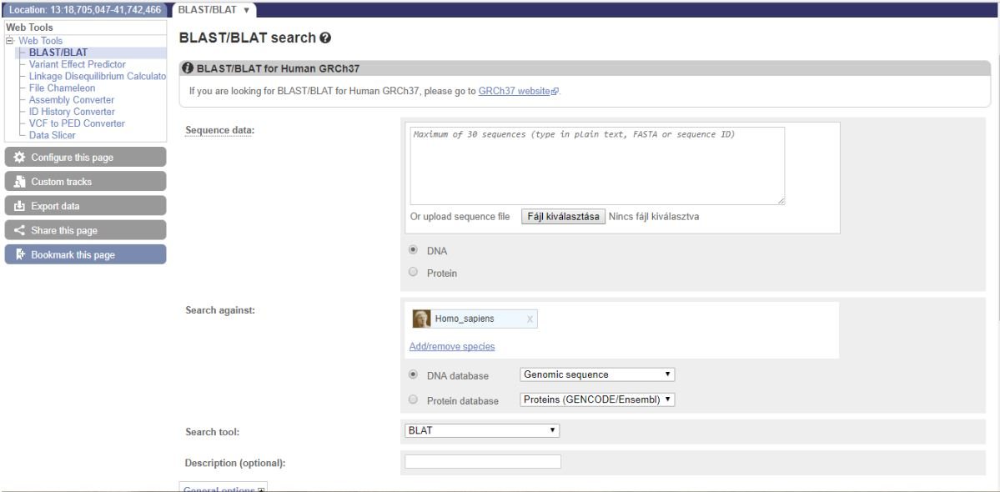 Location: 13:18,705,047-41,742,466
BLAST/BLAT ▼
Web Tools
Web Tools
BLAST/BLAT
Variant Effect Predictor
Linkage Disequilibrium Calculato
File Chameleon
Assembly Converter
ID History Converter
VCF to PED Converter
Data Slicer
Configure this page
Custom tracks
Export data
Share this page
Bookmark this page
BLAST/BLAT search
BLAST/BLAT for Human GRCh37
If you are looking for BLAST/BLAT for Human GRCh37, please go to GRCh37 website.
Sequence data:
Maximum of 30 sequences (type in plain text, FASTA or sequence ID)
Or upload sequence file Fájl kiválasztása Nincs fájl kiválasztva
DNA
Protein
Search against:
Homo_sapiens X
Add/remove species
DNA database Genomic sequence
Protein database Proteins (GENCODE/Ensembl)
Search tool: BLAT
Description (optional):
General options